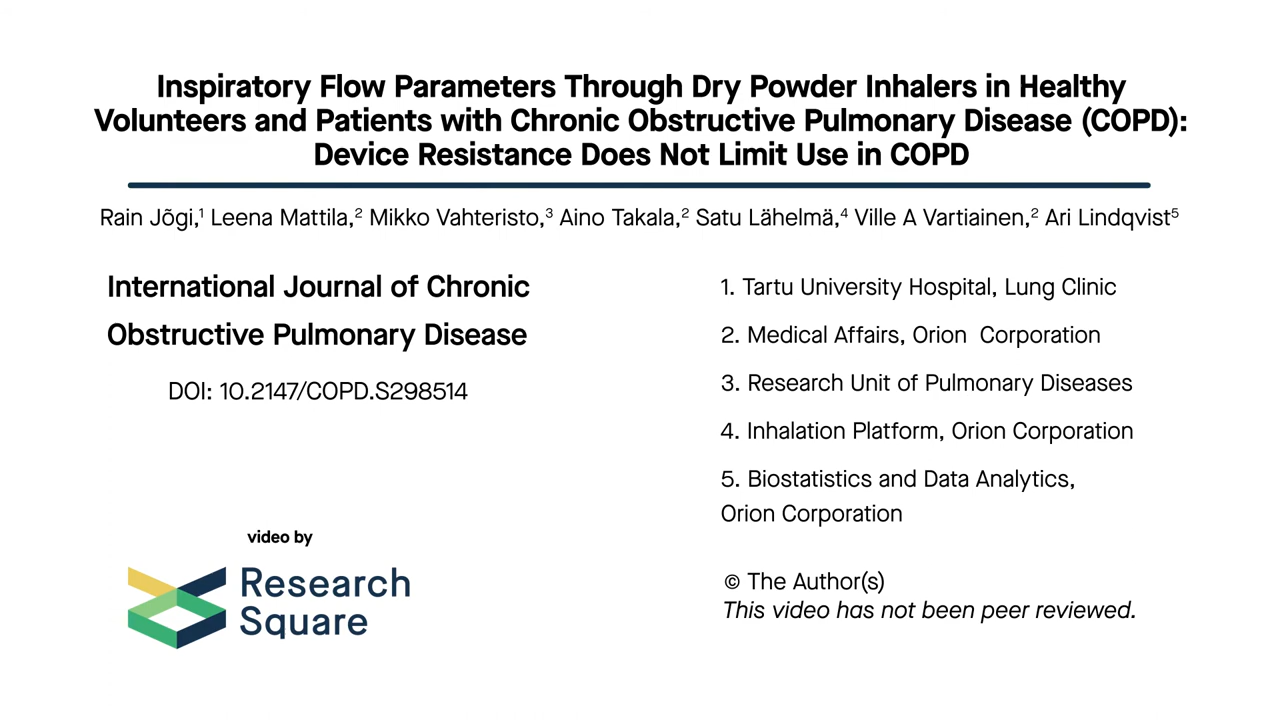 Inspiratory Flow Parameters Through Dry Powder Inhalers in Healthy
Volunteers and Patients with Chronic Obstructive Pulmonary Disease (COPD):
Device Resistance Does Not Limit Use in COPD
Rain Jõgi,¹ Leena Mattila,² Mikko Vahteristo,³ Aino Takala,² Satu Lähelmä,⁴ Ville A Vartiainen,² Ari Lindqvist⁵
International Journal of Chronic
Obstructive Pulmonary Disease
DOI: 10.2147/COPD.S298514
1. Tartu University Hospital, Lung Clinic
2. Medical Affairs, Orion  Corporation
3. Research Unit of Pulmonary Diseases
4. Inhalation Platform, Orion Corporation
5. Biostatistics and Data Analytics,
Orion Corporation
video by
Research
Square
© The Author(s)
This video has not been peer reviewed.